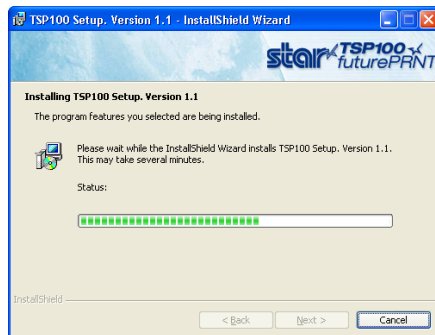 TSP100 Setup. Version 1.1 - InstallShield Wizard
star TSP100
futurePRNT
Installing TSP100 Setup. Version 1.1
The program features you selected are being installed.
Please wait while the InstallShield Wizard installs TSP100 Setup. Version 1.1.
This may take several minutes.
Status:
InstallShield
< Back Next > Cancel